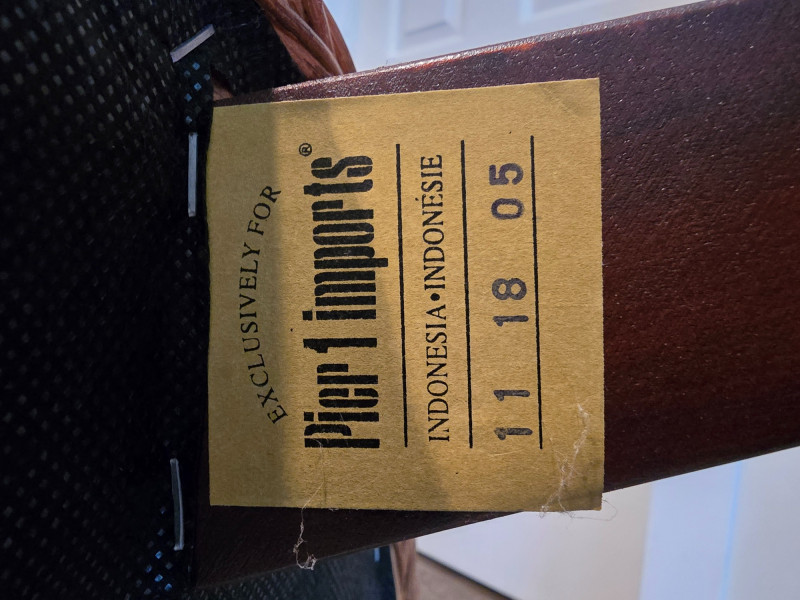 EXCLUSIVELY FOR
Pier 1 imports®
INDONESIA•INDONÉSIE
11 18 05